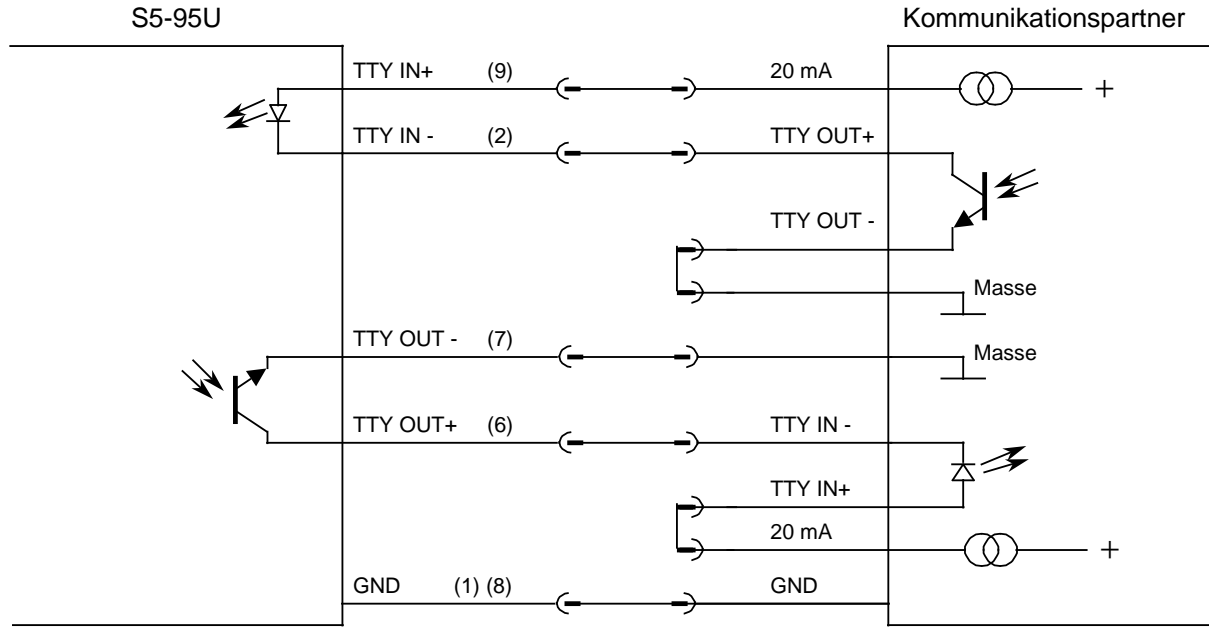 S5-95U Kommunikationspartner
TTY IN+ (9) 20 mA +
TTY IN - (2) TTY OUT+
TTY OUT -
Masse
TTY OUT - (7) Masse
TTY OUT+ (6) TTY IN -
TTY IN+
20 mA +
GND (1) (8) GND